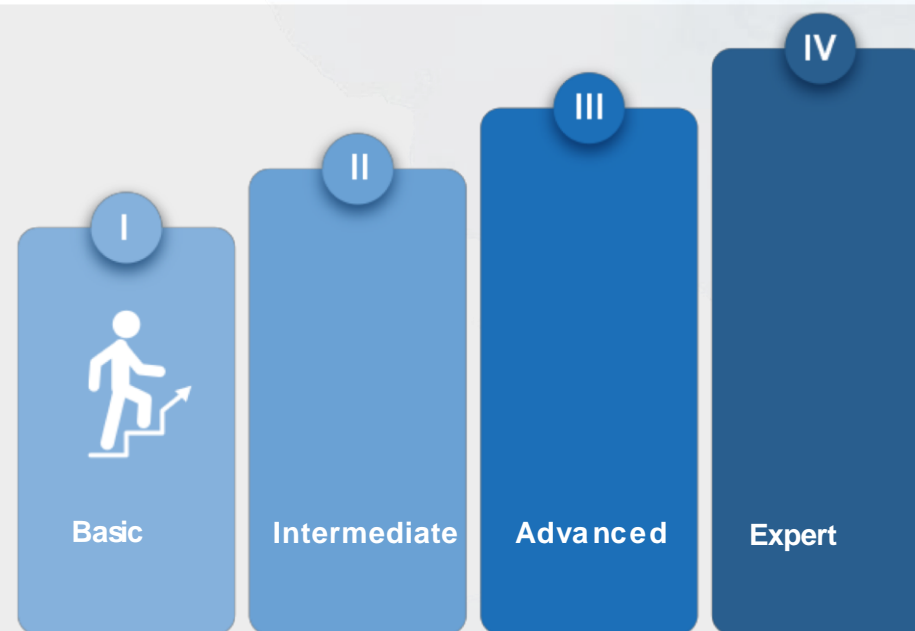 I
II
III
IV
Basic
Intermediate
Advanced
Expert